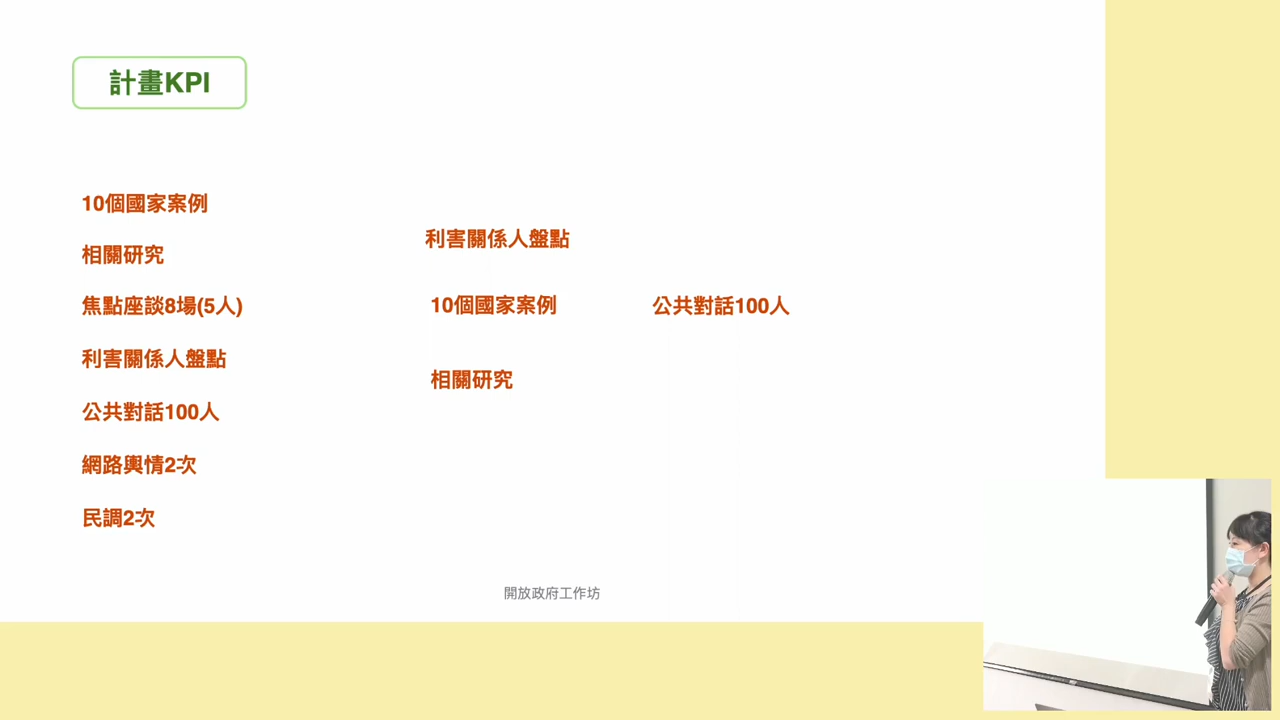 計畫KPI
10個國家案例
相關研究
焦點座談8場(5人)
利害關係人盤點
公共對話100人
網路輿情2次
民調2次
利害關係人盤點
10個國家案例
公共對話100人
相關研究
開放政府工作坊